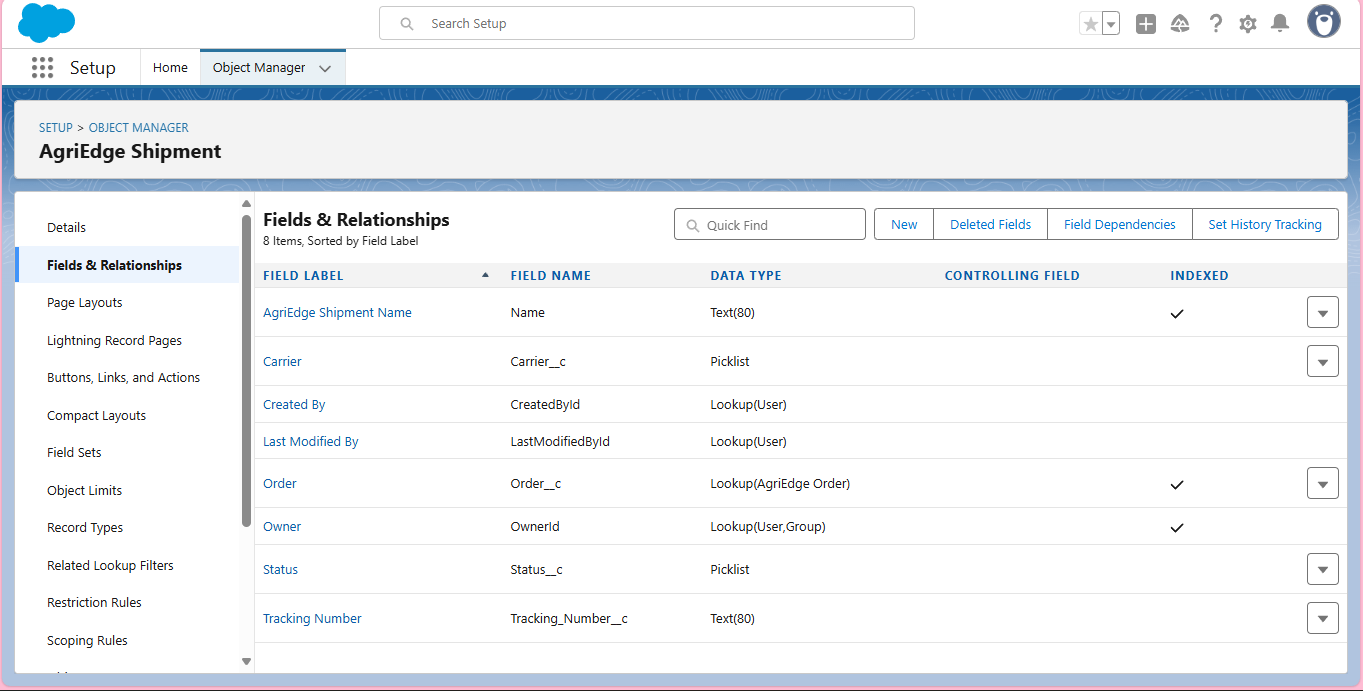 Search Setup
Setup
Home
Object Manager
SETUP > OBJECT MANAGER
AgriEdge Shipment
Details
Fields & Relationships
Page Layouts
Lightning Record Pages
Buttons, Links, and Actions
Compact Layouts
Field Sets
Object Limits
Record Types
Related Lookup Filters
Restriction Rules
Scoping Rules
Fields & Relationships
8 Items, Sorted by Field Label
Quick Find
New
Deleted Fields
Field Dependencies
Set History Tracking
FIELD LABEL FIELD NAME DATA TYPE CONTROLLING FIELD INDEXED
AgriEdge Shipment Name Name Text(80)
Carrier Carrier__c Picklist
Created By CreatedById Lookup(User)
Last Modified By LastModifiedById Lookup(User)
Order Order__c Lookup(AgriEdge Order)
Owner OwnerId Lookup(User,Group)
Status Status__c Picklist
Tracking Number Tracking_Number__c Text(80)